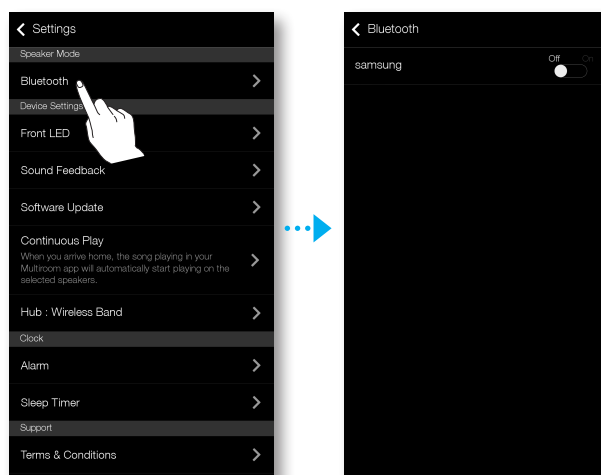 Settings
Speaker Mode
Bluetooth
Device Settings
Front LED
Sound Feedback
Software Update
Continuous Play
When you arrive home, the song playing in your
Multiroom app will automatically start playing on the
selected speakers.
Hub : Wireless Band
Clock
Alarm
Sleep Timer
Support
Terms & Conditions
Bluetooth
samsung
Off On